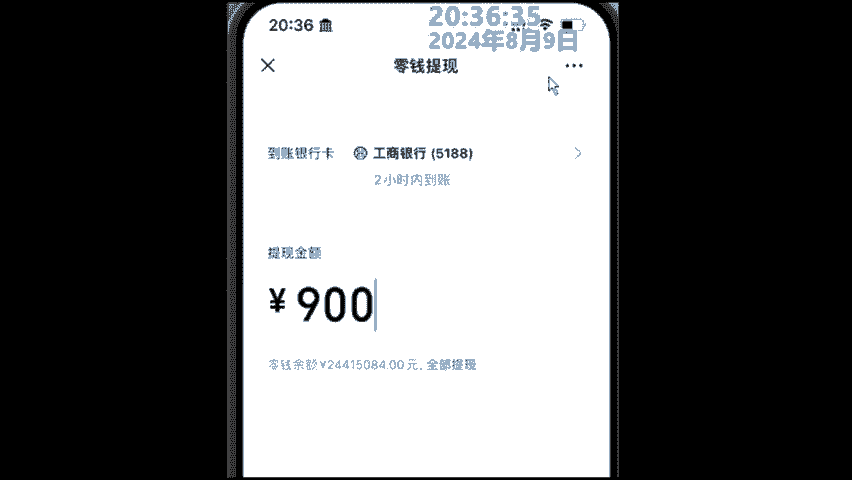 20:36
20:36:35
2024年8月9日
零钱提现
到账银行卡 工商银行 (5188)
2小时内到账
提现金额
¥ 900
零钱余额¥24415084.00元，全部提现